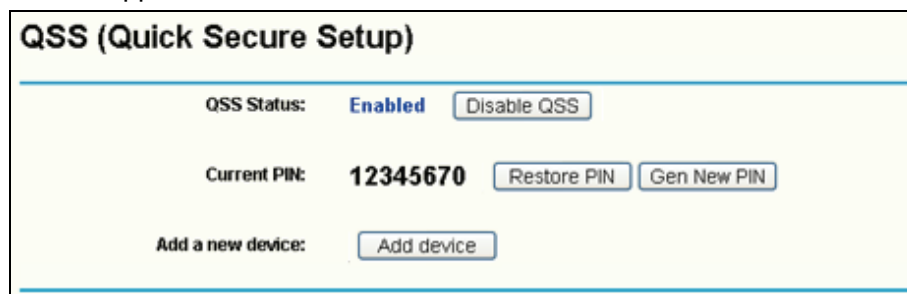 QSS (Quick Secure Setup)
QSS Status: Enabled Disable QSS
Current PIN: 12345670 Restore PIN Gen New PIN
Add a new device: Add device